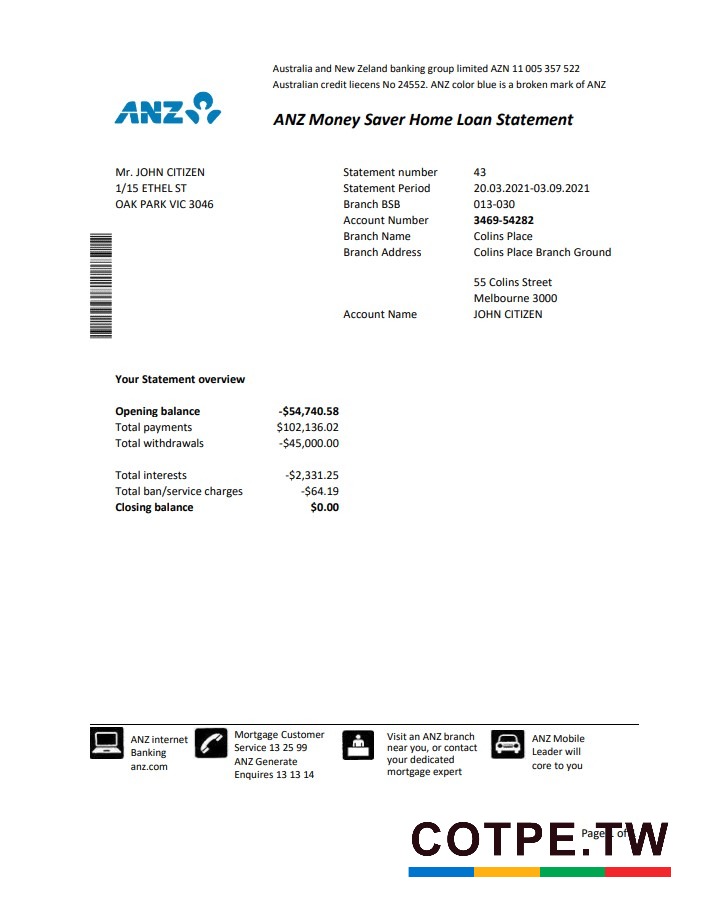 Australia and New Zeland banking group limited AZN 11 005 357 522
Australian credit liecens No 24552. ANZ color blue is a broken mark of ANZ
ANZ
ANZ Money Saver Home Loan Statement
Mr. JOHN CITIZEN
1/15 ETHEL ST
OAK PARK VIC 3046
Statement number 43
Statement Period 20.03.2021-03.09.2021
Branch BSB 013-030
Account Number 3469-54282
Branch Name Colins Place
Branch Address Colins Place Branch Ground
55 Colins Street
Melbourne 3000
Account Name JOHN CITIZEN
Your Statement overview
Opening balance -$54,740.58
Total payments $102,136.02
Total withdrawals -$45,000.00
Total interests -$2,331.25
Total ban/service charges -$64.19
Closing balance $0.00
ANZ internet
Banking
anz.com
Mortgage Customer
Service 13 25 99
ANZ Generate
Enquires 13 13 14
Visit an ANZ branch
near you, or contact
your dedicated
mortgage expert
ANZ Mobile
Leader will
core to you
Page of
COTPE.TW